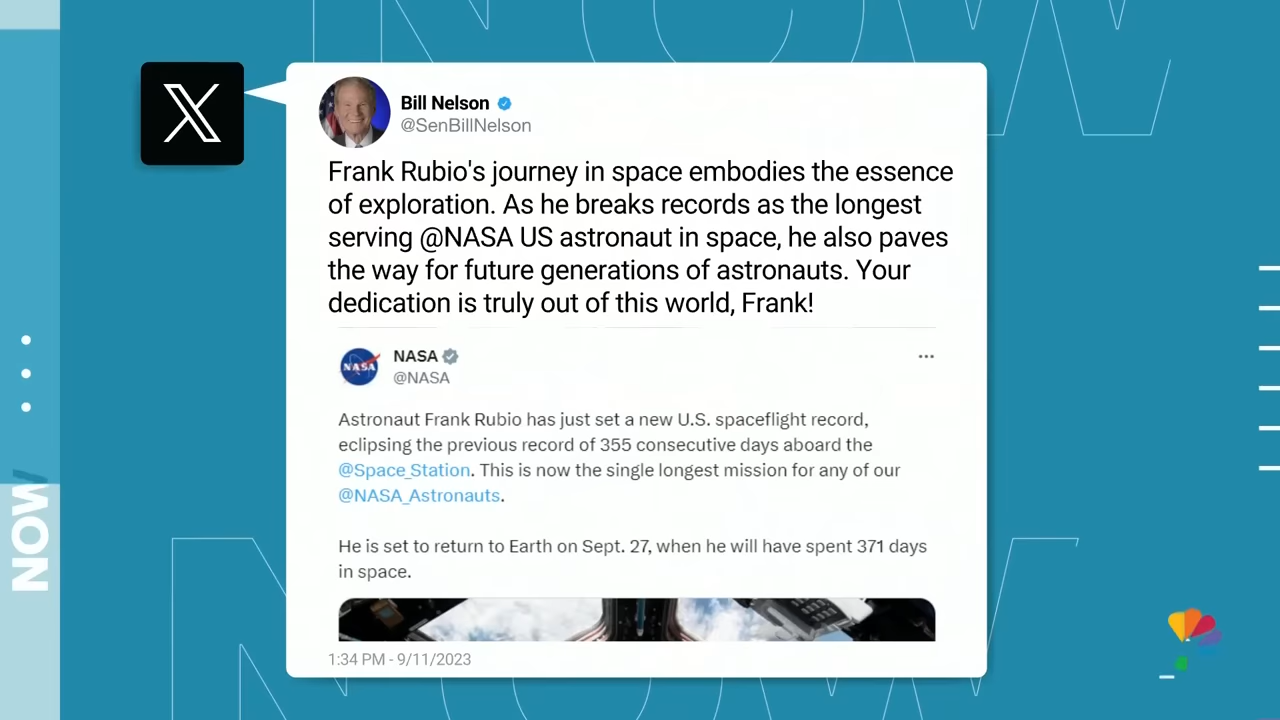 Bill Nelson
@SenBillNelson
Frank Rubio's journey in space embodies the essence
of exploration. As he breaks records as the longest
serving @NASA US astronaut in space, he also paves
the way for future generations of astronauts. Your
dedication is truly out of this world, Frank!
NASA
NASA
@NASA
Astronaut Frank Rubio has just set a new U.S. spaceflight record,
eclipsing the previous record of 355 consecutive days aboard the
@Space_Station. This is now the single longest mission for any of our
@NASA_Astronauts.
He is set to return to Earth on Sept. 27, when he will have spent 371 days
in space.
1:34 PM - 9/11/2023
NOW
NOW
NOW